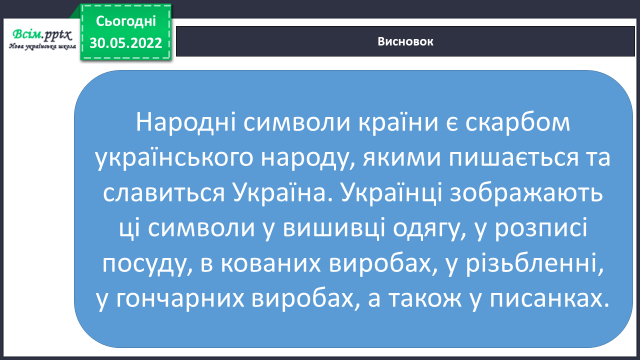 Всім.pptx
Нова українська школа
Сьогодні
30.05.2022
Висновок
Народні символи країни є скарбом
українського народу, якими пишається та
славиться Україна. Українці зображають
ці символи у вишивці одягу, у розписі
посуду, в кованих виробах, у різьбленні,
у гончарних виробах, а також у писанках.